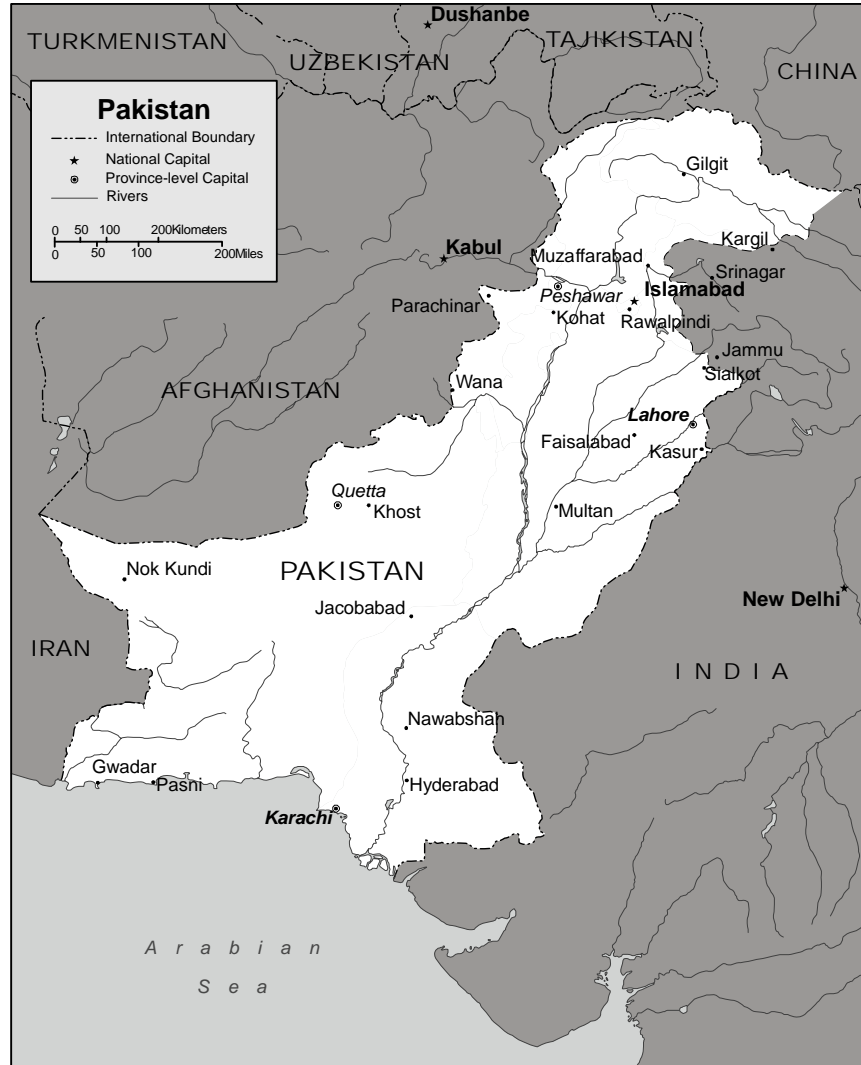 Dushanbe
TURKMENISTAN
UZBEKISTAN
TAJIKISTAN
CHINA
Pakistan
International Boundary
National Capital
Province-level Capital
Rivers
0 50 100 200Kilometers
0 50 100 200Miles
Gilgit
Kargil
Kabul
Muzaffarabad
Srinagar
Islamabad
Peshawar
Parachinar
Kohat
Rawalpindi
Jammu
Sialkot
AFGHANISTAN
Wana
Lahore
Faisalabad
Kasur
Quetta
Khost
Multan
Nok Kundi
PAKISTAN
New Delhi
Jacobabad
IRAN
INDIA
Nawabshah
Gwadar
Pasni
Hyderabad
Karachi
Arabian
Sea